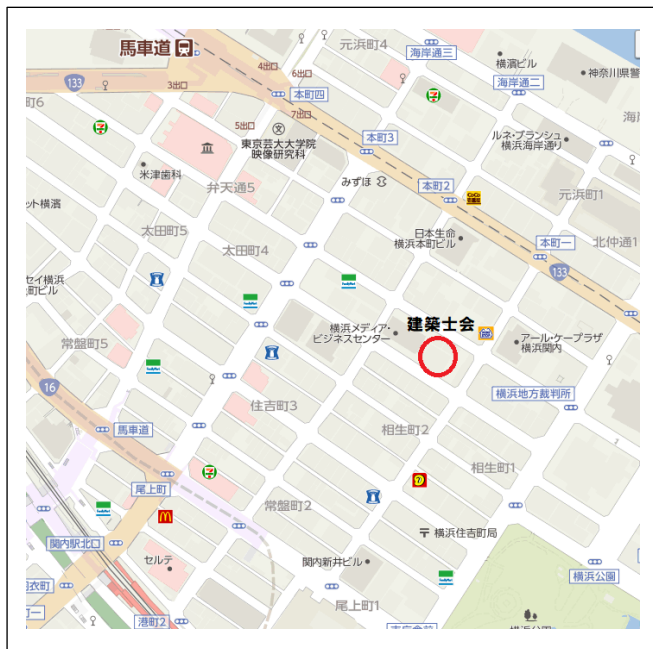 元浜町4
海岸通三
横濱ビル
馬車道
4出口
6出口
海岸通二
神奈川県警
133
3出口
本町四
町6
7出口
5出口
東京芸大大学院
映像研究科
本町3
ルネ・ブランシュ
横浜海岸通り
海岸
米津歯科
弁天通5
みずほ
本町2
元浜町1
ット横濱
太田町5
日本生命
横浜本町ビル
本町一
北仲通1
太田町4
133
セイ横浜
町ビル
建築士会
横浜メディア・
ビジネスセンター
アール・ケープラザ
横浜関内
常盤町5
16
住吉町3
横浜地方裁判所
馬車道
相生町2
相生町1
尾上町
常盤町2
横浜住吉町局
関内駅北口
セルテ
関内新井ビル
横浜公園
羽衣町
尾上町1
港町2